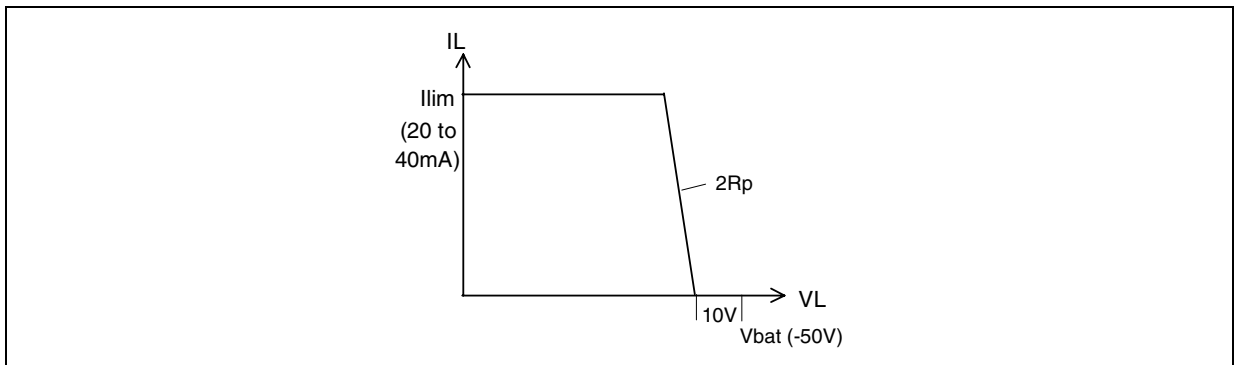 IL
Ilim
(20 to
40mA)
2Rp
VL
10V
Vbat (-50V)